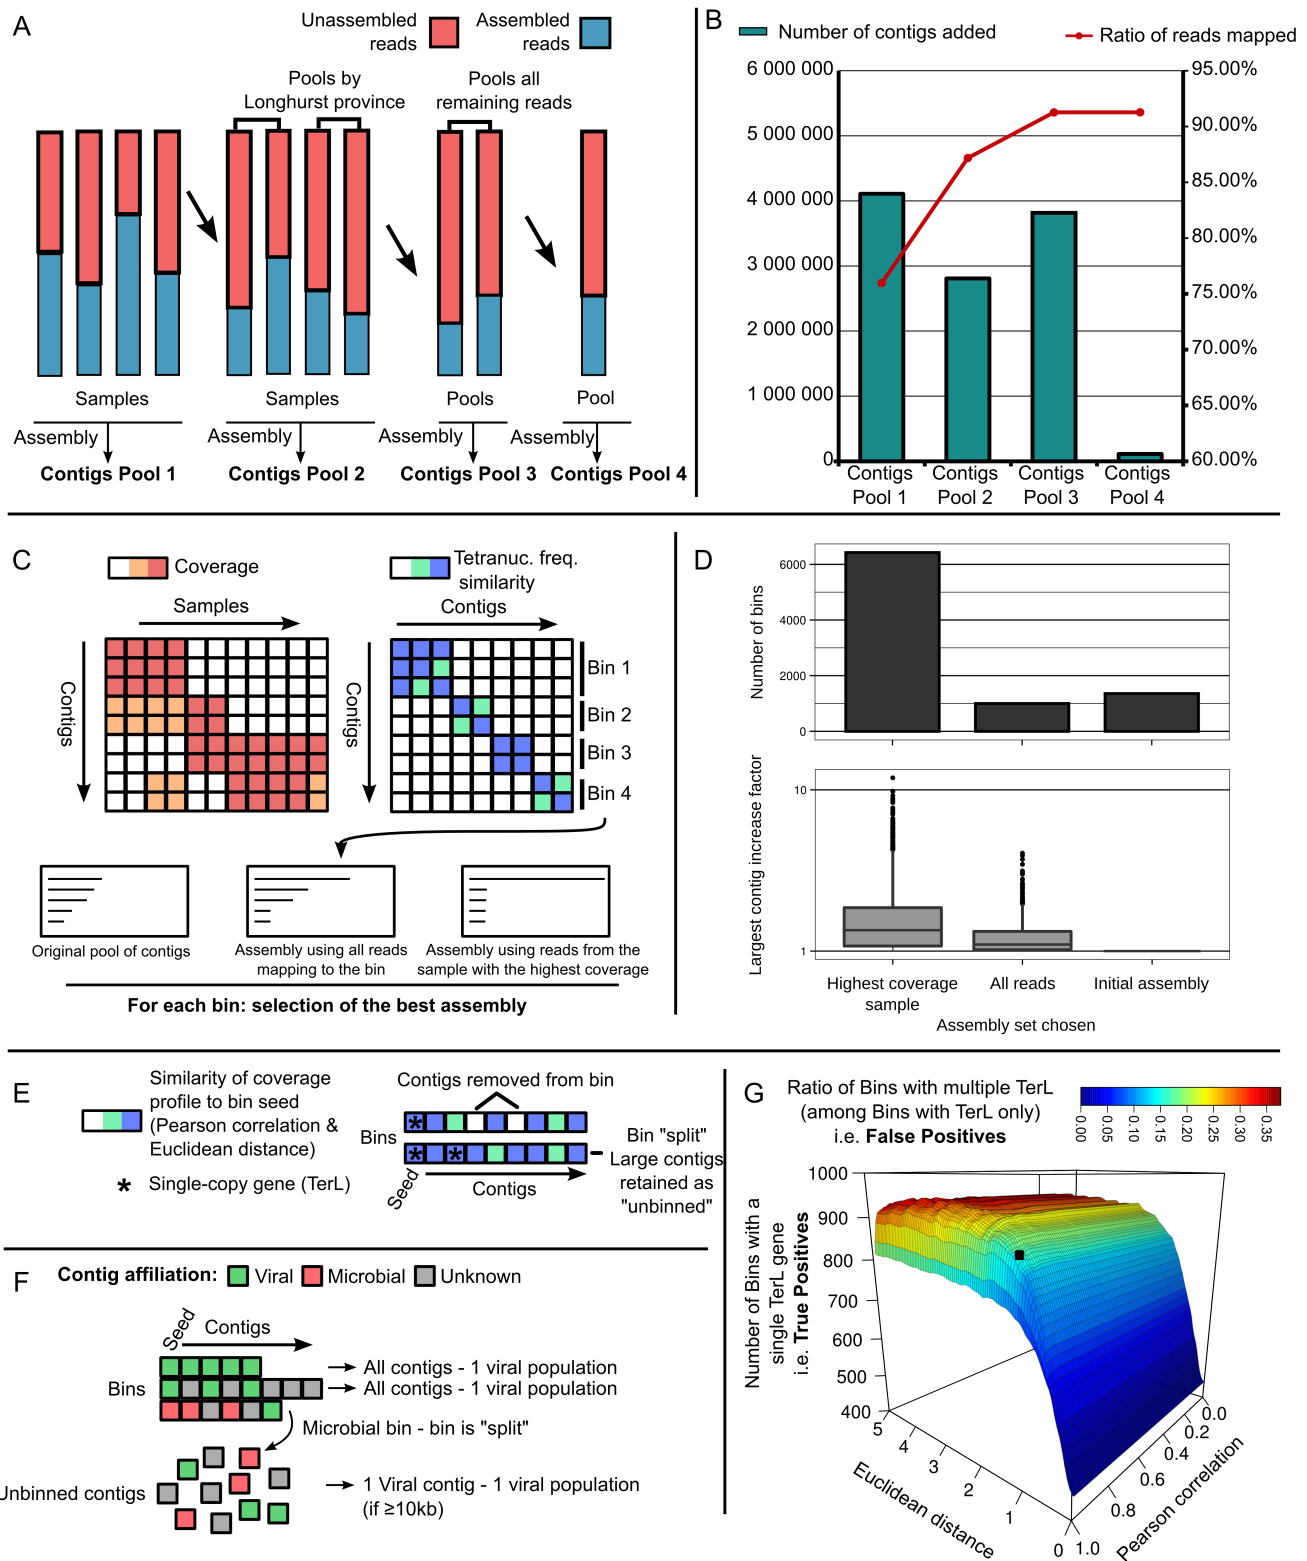 A
Unassembled
reads
Assembled
reads
Pools by
Longhurst province
Pools all
remaining reads
Samples
Samples
Pools
Pool
Assembly
Assembly
Assembly
Assembly
Contigs Pool 1
Contigs Pool 2
Contigs Pool 3
Contigs Pool 4
B
Number of contigs added
Ratio of reads mapped
6 000 000
5 000 000
4 000 000
3 000 000
2 000 000
1 000 000
0
95.00%
90.00%
85.00%
80.00%
75.00%
70.00%
65.00%
60.00%
Contigs
Pool 1
Contigs
Pool 2
Contigs
Pool 3
Contigs
Pool 4
C
Coverage
Tetranuc. freq.
similarity
Samples
Contigs
Contigs
Contigs
Bin 1
Bin 2
Bin 3
Bin 4
Original pool of contigs
Assembly using all reads
mapping to the bin
Assembly using reads from the
sample with the highest coverage
For each bin: selection of the best assembly
D
Number of bins
6000
4000
2000
0
Largest contig increase factor
10
1
Highest coverage
sample
All reads
Initial assembly
Assembly set chosen
E
Similarity of coverage
profile to bin seed
(Pearson correlation &
Euclidean distance)
* Single-copy gene (TerL)
Contigs removed from bin
Bins
*
* *
Seed
Contigs
Bin "split"
Large contigs
retained as
"unbinned"
F
Contig affiliation:
Viral
Microbial
Unknown
Seed
Contigs
Bins
All contigs - 1 viral population
All contigs - 1 viral population
Microbial bin - bin is "split"
Unbinned contigs
1 Viral contig - 1 viral population
(if ≥10kb)
G
Ratio of Bins with multiple TerL
(among Bins with TerL only)
i.e. False Positives
0.00
0.05
0.10
0.15
0.20
0.25
0.30
0.35
Number of Bins with a
single TerL gene
i.e. True Positives
1000
900
800
700
600
500
400
5
4
3
2
1
0
Euclidean distance
0.0
0.2
0.4
0.6
0.8
1.0
Pearson correlation